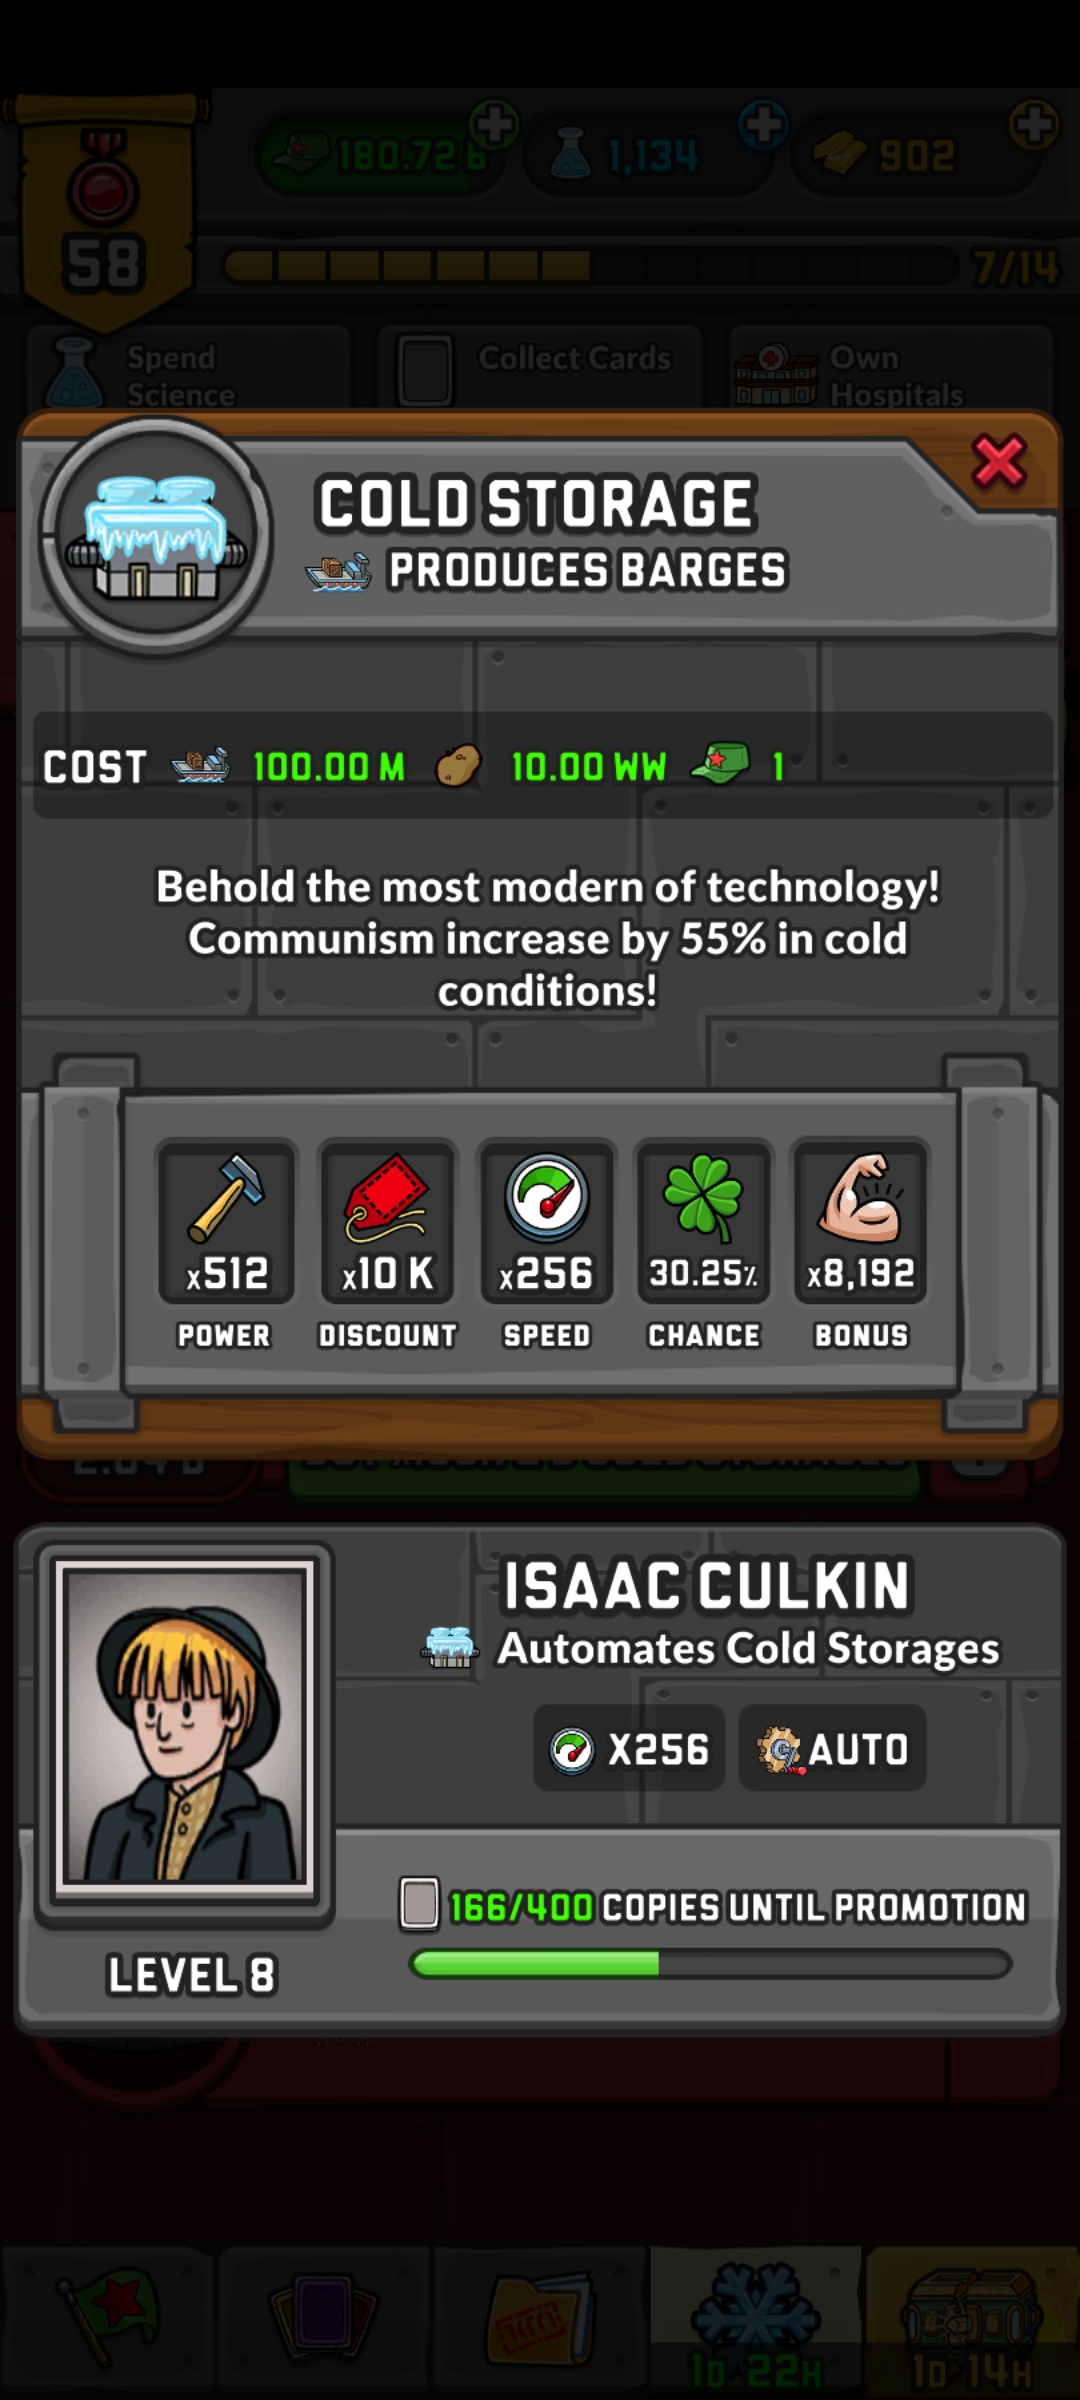 180.72 B
1,134
902
58
7/14
Spend
Science
Collect Cards
Own
Hospitals
COLD STORAGE
PRODUCES BARGES
COST 100.00 M 10.00 WW 1
Behold the most modern of technology!
Communism increase by 55% in cold
conditions!
x512
x10 K
x256
30.25%
x8,192
POWER
DISCOUNT
SPEED
CHANCE
BONUS
ISAAC CULKIN
Automates Cold Storages
X256
AUTO
166/400 COPIES UNTIL PROMOTION
LEVEL 8
1D 22H
1D 14H